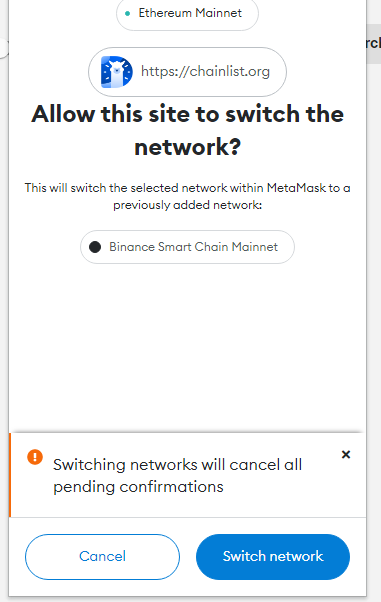 Ethereum Mainnet
https://chainlist.org
Allow this site to switch the
network?
This will switch the selected network within MetaMask to a
previously added network:
Binance Smart Chain Mainnet
Switching networks will cancel all
pending confirmations
Cancel
Switch network